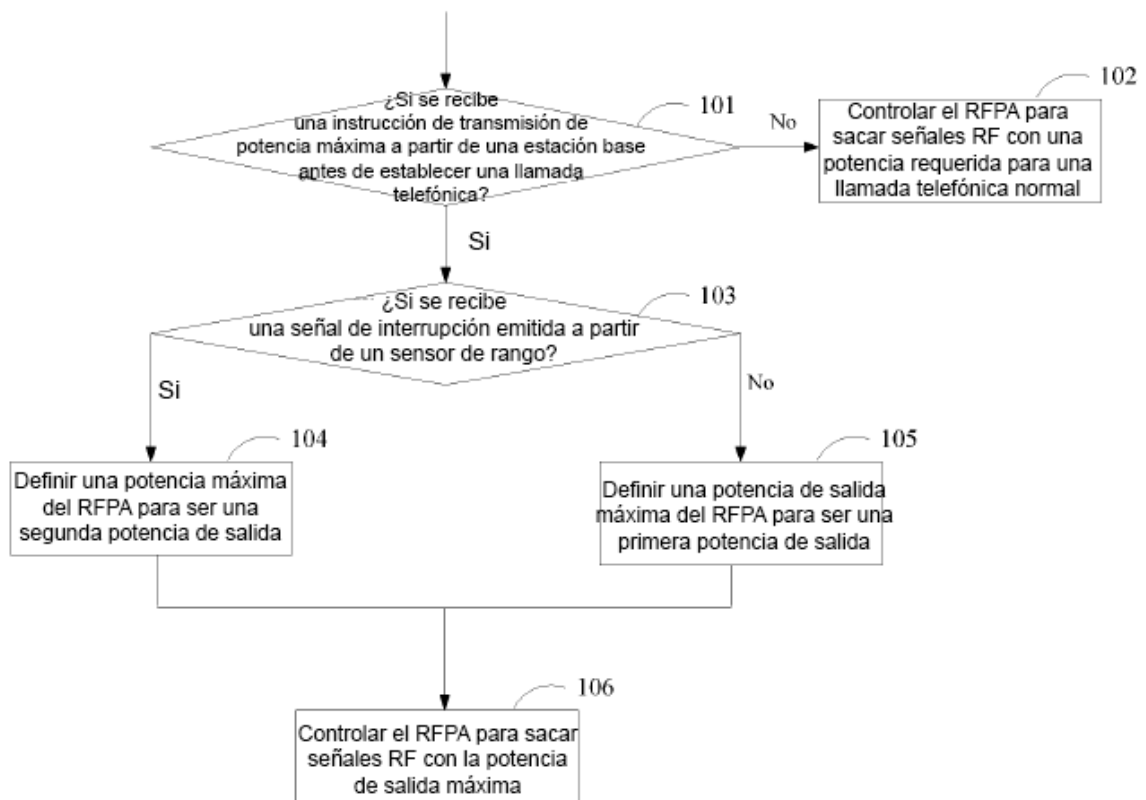 ¿Si se recibe
una instrucción de transmisión de
potencia máxima a partir de una estación base
antes de establecer una llamada
telefónica?
101
No
102
Controlar el RFPA para
sacar señales RF con una
potencia requerida para una
llamada telefónica normal
Si
¿Si se recibe
una señal de interrupción emitida a partir
de un sensor de rango?
103
Si
No
104
Definir una potencia máxima
del RFPA para ser una
segunda potencia de salida
105
Definir una potencia de salida
máxima del RFPA para ser una
primera potencia de salida
106
Controlar el RFPA para sacar
señales RF con la potencia
de salida máxima